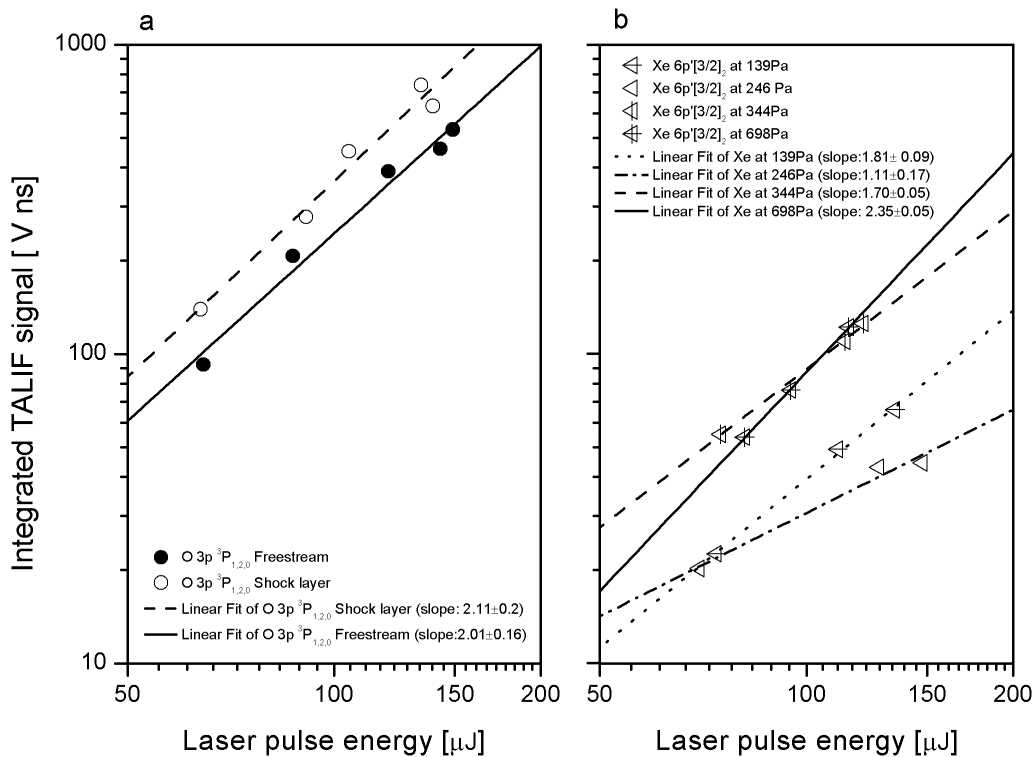 a
Integrated TALIF signal [ V ns]
1000
100
10
O 3p ³P₁,₂,₀ Freestream
O 3p ³P₁,₂,₀ Shock layer
Linear Fit of O 3p ³P₁,₂,₀ Shock layer (slope: 2.11±0.2)
Linear Fit of O 3p ³P₁,₂,₀ Freestream (slope:2.01±0.16)
50 100 150 200
Laser pulse energy [μJ]
b
Xe 6p'[3/2]₂ at 139Pa
Xe 6p'[3/2]₂ at 246 Pa
Xe 6p'[3/2]₂ at 344Pa
Xe 6p'[3/2]₂ at 698Pa
Linear Fit of Xe at 139Pa (slope:1.81± 0.09)
Linear Fit of Xe at 246Pa (slope:1.11±0.17)
Linear Fit of Xe at 344Pa (slope:1.70±0.05)
Linear Fit of Xe at 698Pa (slope: 2.35±0.05)
50 100 150 200
Laser pulse energy [μJ]